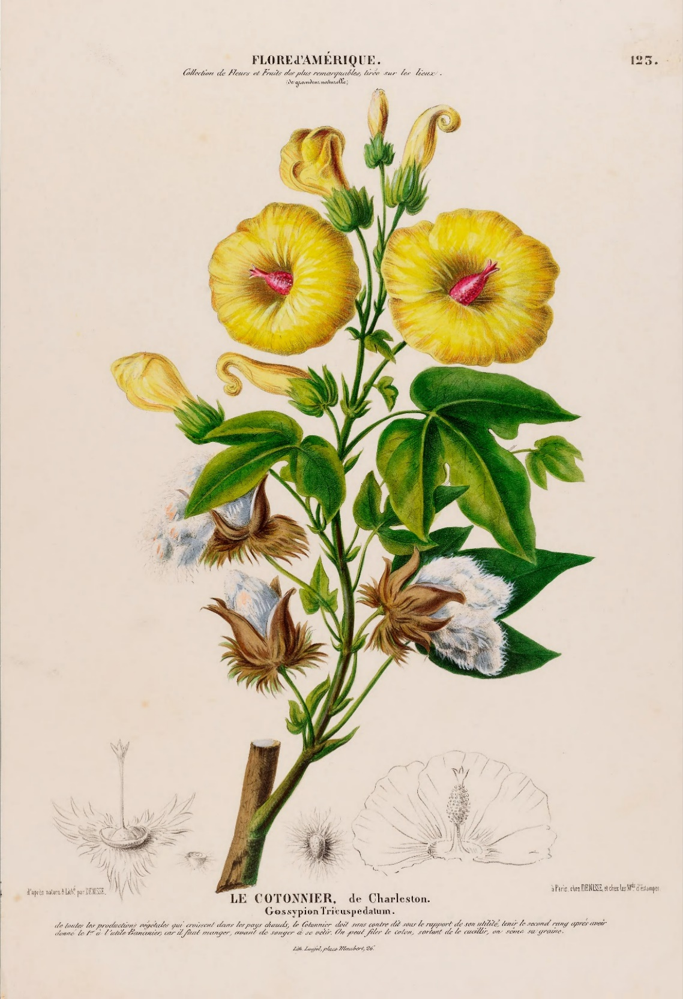 FLORE d'AMÉRIQUE.
123.
Collection de Fleurs et Fruits des plus remarquables, tirée sur les lieux.
(de grandeur naturelle)
d'après nature & Lith.é par DENISSE.
à Paris, chez DENISSE, et chez les M.ds d'éstampes.
LE COTONNIER, de Charleston.
Gossypion Tricuspedatum.
de toutes les productions végétales qui croissent dans les pays chauds, le Cotonnier doit sans contre dit sous le rapport de son utilité, tenir le second rang après avoir
donné le 1er à l'utile Bananier, car il faut manger, avant de songer à se vêtir. On peut filer le coton, sortant de le cueillir, on sème sa graine.
Lith. place Maubert, 26.